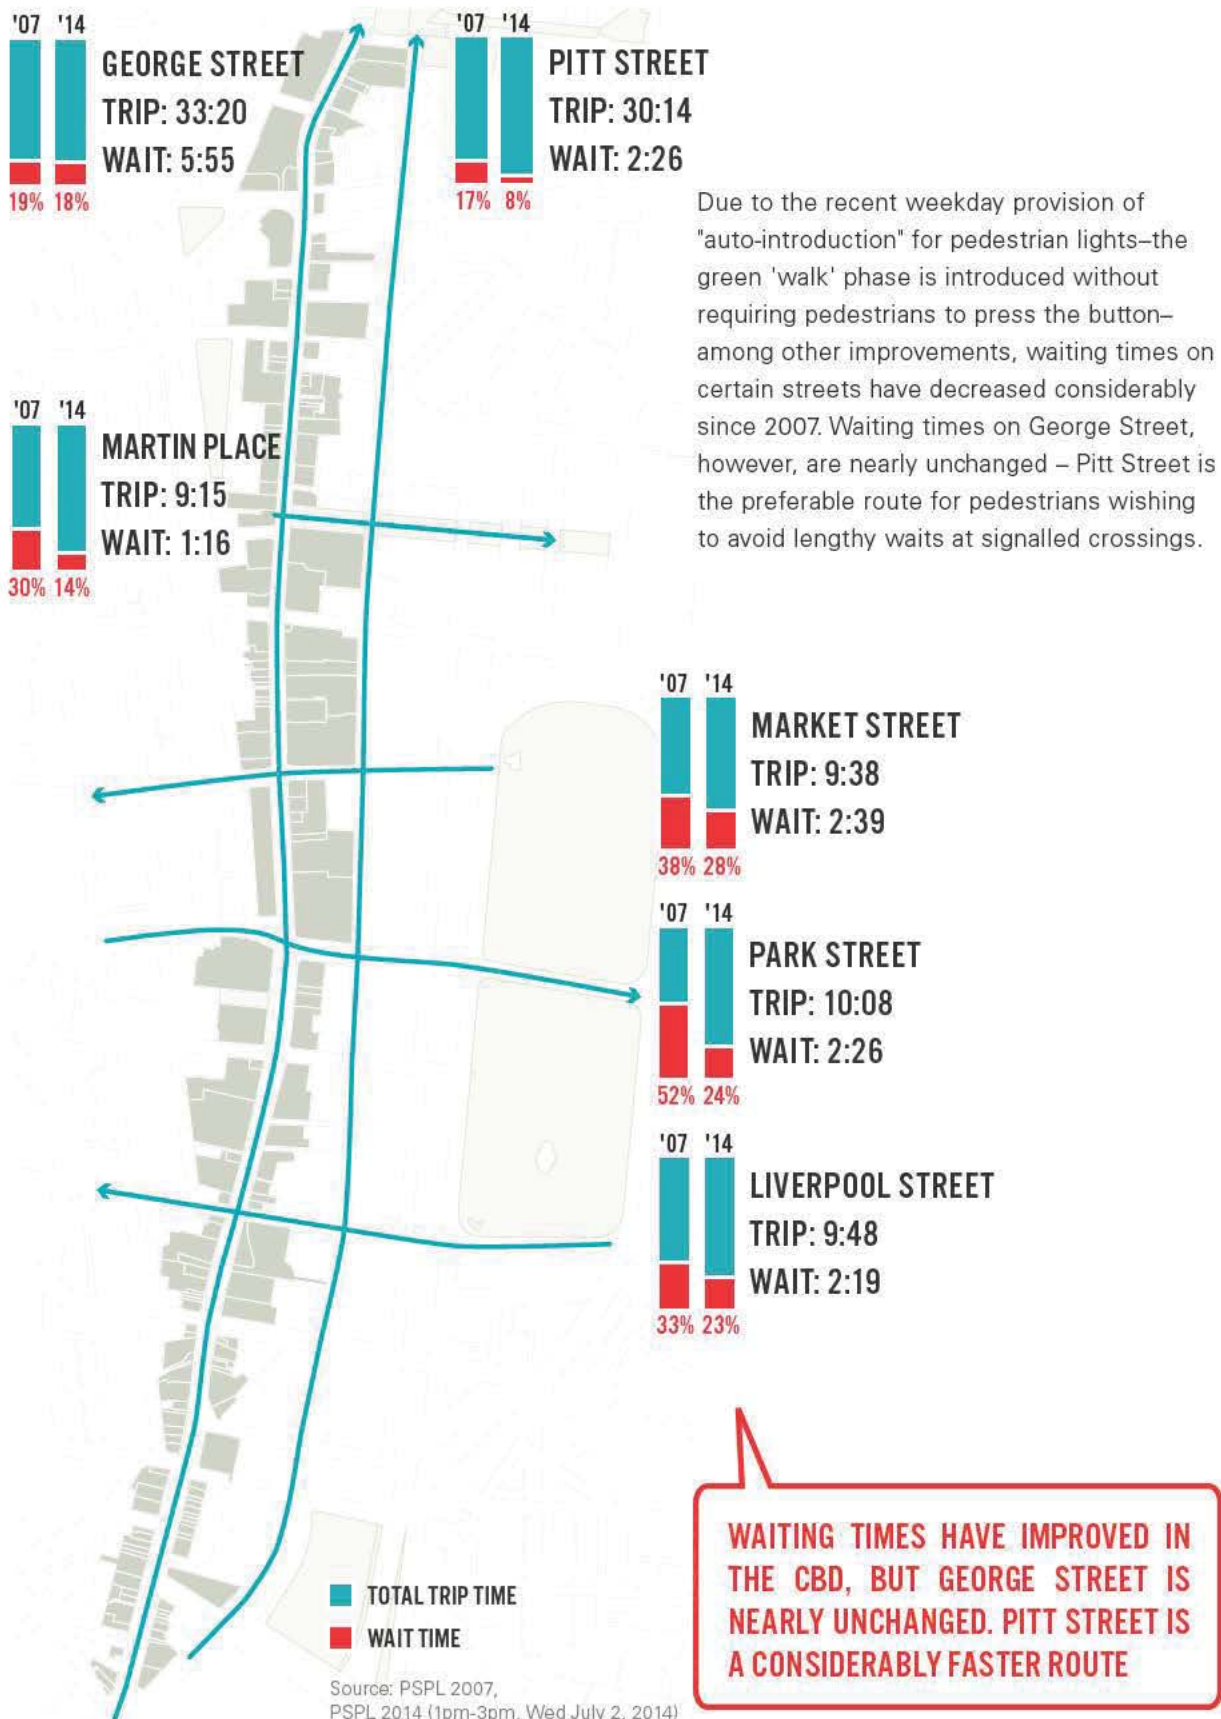 '07 '14
GEORGE STREET
TRIP: 33:20
WAIT: 5:55
19% 18%
'07 '14
PITT STREET
TRIP: 30:14
WAIT: 2:26
17% 8%
Due to the recent weekday provision of
"auto-introduction" for pedestrian lights–the
green 'walk' phase is introduced without
requiring pedestrians to press the button–
among other improvements, waiting times on
certain streets have decreased considerably
since 2007. Waiting times on George Street,
however, are nearly unchanged – Pitt Street is
the preferable route for pedestrians wishing
to avoid lengthy waits at signalled crossings.
'07 '14
MARTIN PLACE
TRIP: 9:15
WAIT: 1:16
30% 14%
'07 '14
MARKET STREET
TRIP: 9:38
WAIT: 2:39
38% 28%
'07 '14
PARK STREET
TRIP: 10:08
WAIT: 2:26
52% 24%
'07 '14
LIVERPOOL STREET
TRIP: 9:48
WAIT: 2:19
33% 23%
WAITING TIMES HAVE IMPROVED IN
THE CBD, BUT GEORGE STREET IS
NEARLY UNCHANGED. PITT STREET IS
A CONSIDERABLY FASTER ROUTE
TOTAL TRIP TIME
WAIT TIME
Source: PSPL 2007,
PSPL 2014 (1pm-3pm, Wed July 2, 2014)